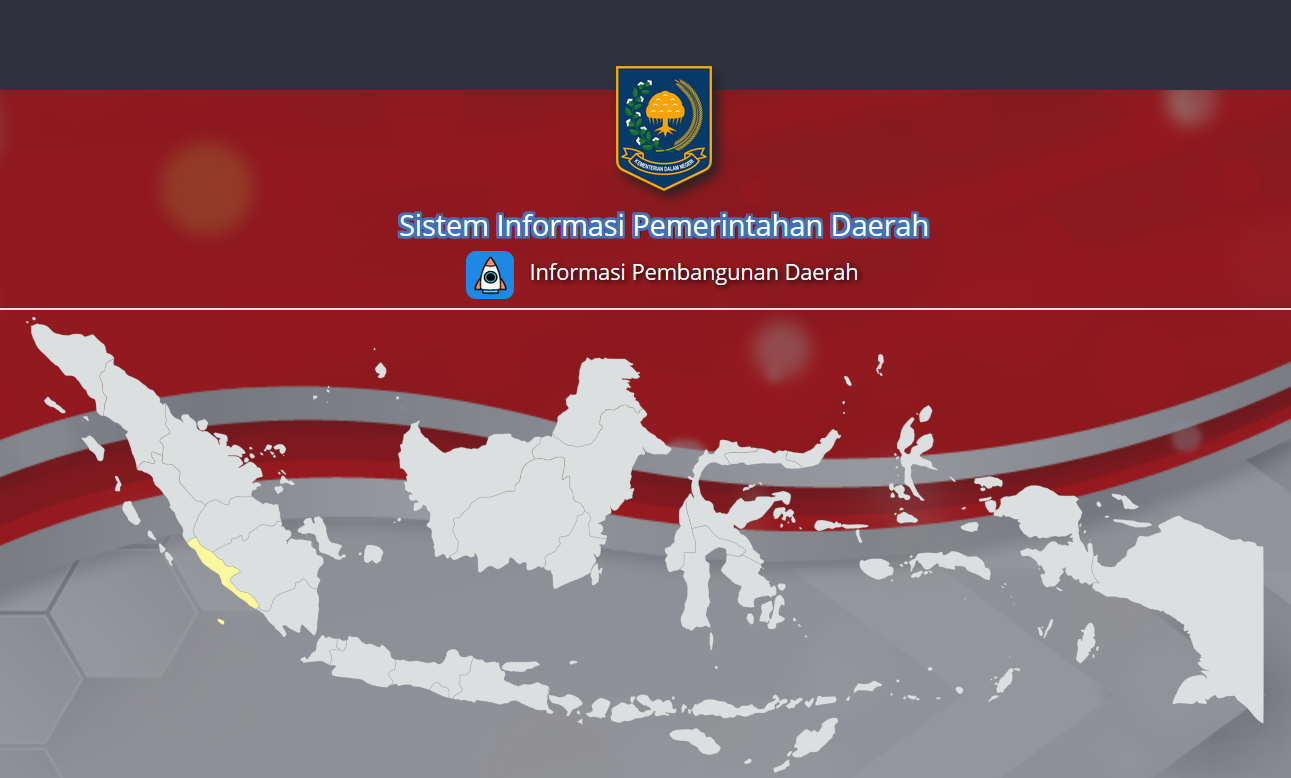 KEMENTERIAN DALAM NEGERI
Sistem Informasi Pemerintahan Daerah
Informasi Pembangunan Daerah